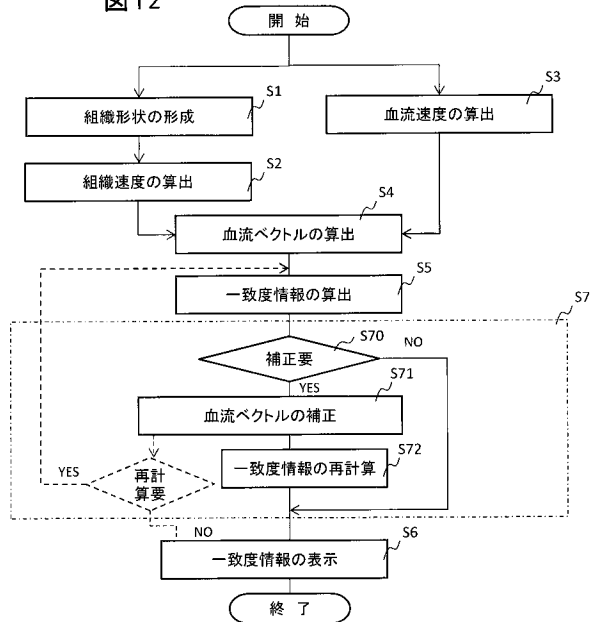 図12
開 始
S1
組織形状の形成
S3
血流速度の算出
S2
組織速度の算出
S4
血流ベクトルの算出
S5
一致度情報の算出
S7
S70
補正要
NO
YES
S71
血流ベクトルの補正
S72
一致度情報の再計算
YES
再計
算要
NO
S6
一致度情報の表示
終 了